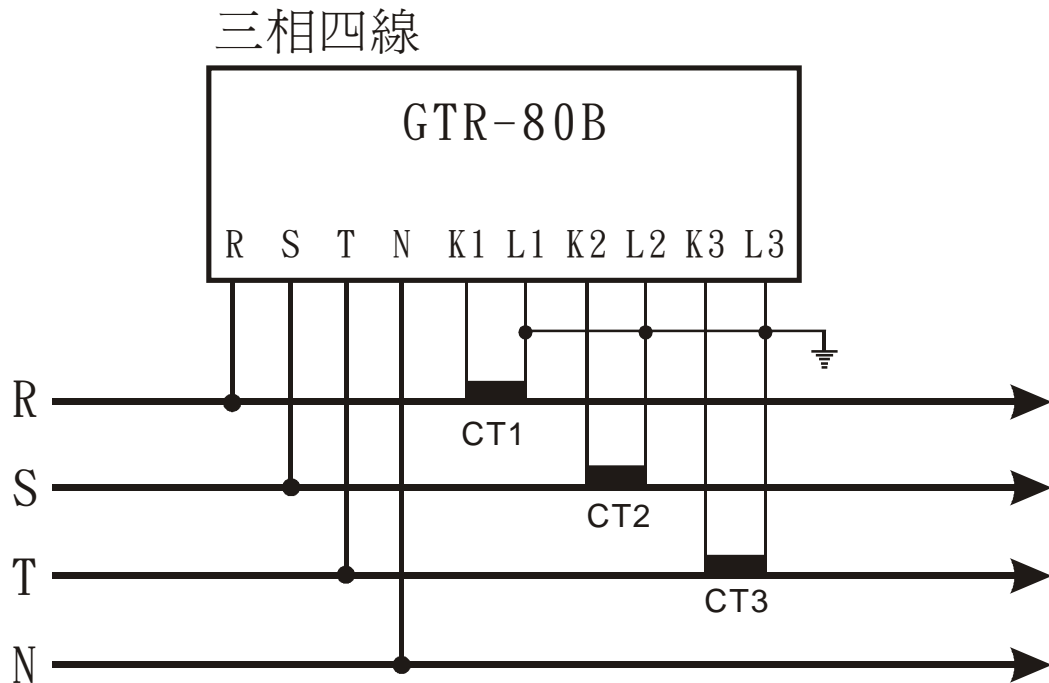 三相四線
GTR-80B
R S T N K1 L1 K2 L2 K3 L3
R
CT1
S
CT2
T
CT3
N